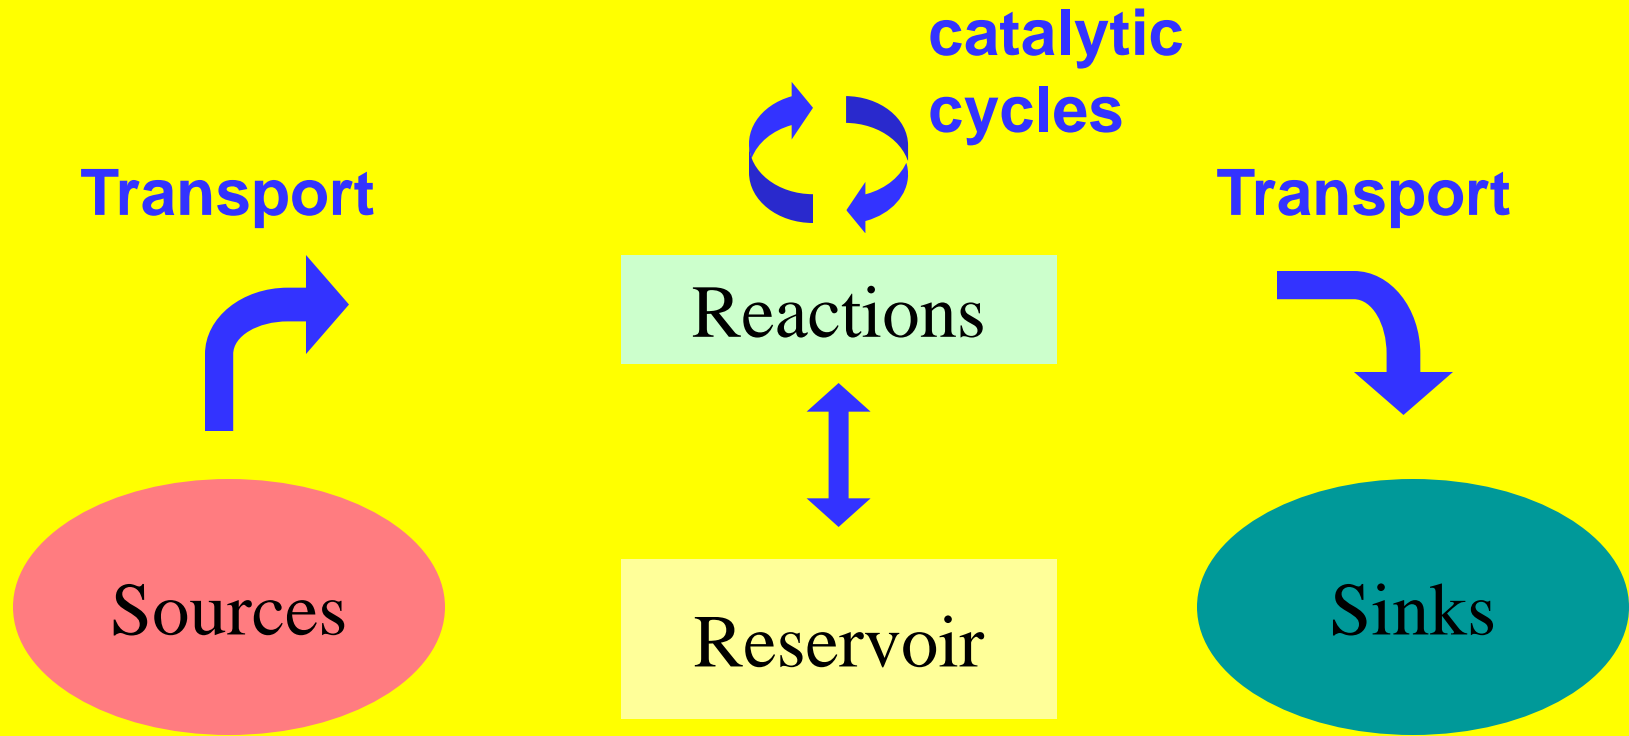 catalytic
cycles
Transport
Transport
Reactions
Sources
Reservoir
Sinks